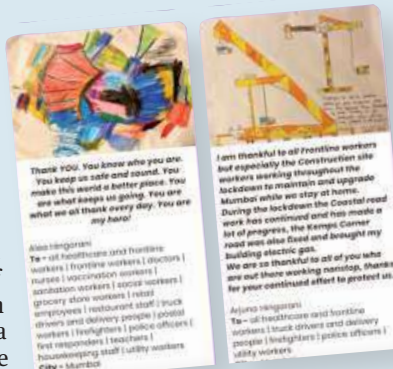 Thank YOU. You know who you are.
You keep us safe and sound. You
make this world a better place. You
are what keeps us going. You are
what we all thank every day. You are
my hero!
Hingorani
To - all healthcare and frontline
workers | frontline workers | doctors |
nurses | vaccination workers |
sanitation workers | social workers |
grocery store workers | retail
employees | restaurant staff | truck
drivers and delivery people | postal
workers | firefighters | police officers |
first responders | teachers |
housekeeping staff | utility workers
City - Mumbai
I am thankful to all Frontline workers
but especially the Construction site
workers working throughout the
lockdown to maintain and upgrade
Mumbai while we stay at home.
During the lockdown the Coastal road
work has continued and has made a
lot of progress, the Kemps Corner
road was also fixed and brought my
building electric gas.
We are so thankful to all of you who
are out there working nonstop, thanks
for your continued effort to protect us.
Arjuna Hingorani
To - all healthcare and frontline
workers | truck drivers and delivery
people | firefighters | police officers |
utility workers